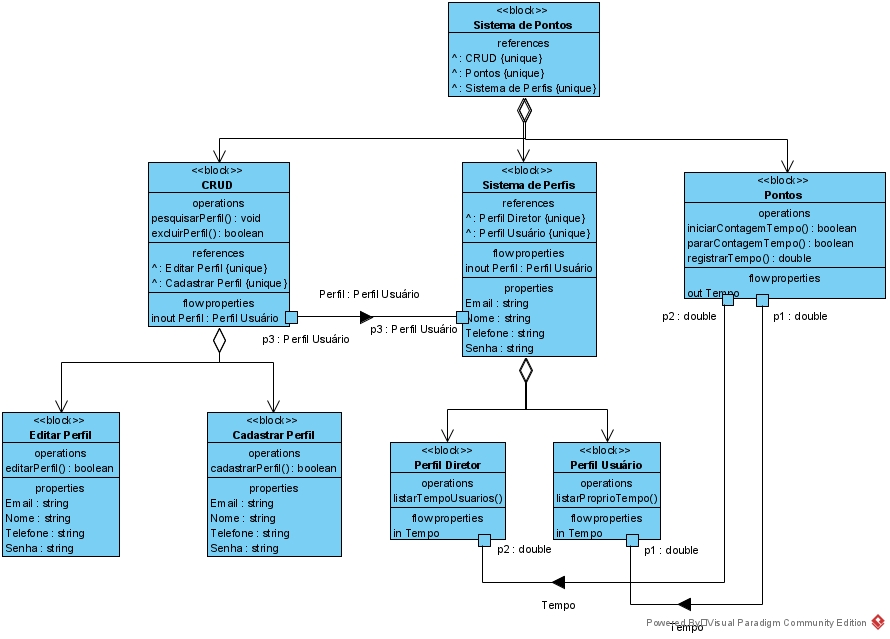 <<block>>
Sistema de Pontos
references
^ : CRUD {unique}
^ : Pontos {unique}
^ : Sistema de Perfis {unique}
<<block>>
CRUD
operations
pesquisarPerfil() : void
excluirPerfil() : boolean
references
^ : Editar Perfil {unique}
^ : Cadastrar Perfil {unique}
flowproperties
inout Perfil : Perfil Usuário
<<block>>
Sistema de Perfis
references
^ : Perfil Diretor {unique}
^ : Perfil Usuário {unique}
flowproperties
inout Perfil : Perfil Usuário
properties
Email : string
Nome : string
Telefone : string
Senha : string
<<block>>
Pontos
operations
iniciarContagemTempo() : boolean
pararContagemTempo() : boolean
registrarTempo() : double
flowproperties
out Tempo
Perfil : Perfil Usuário
p3 : Perfil Usuário
p3 : Perfil Usuário
p2 : double
p1 : double
<<block>>
Editar Perfil
operations
editarPerfil() : boolean
properties
Email : string
Nome : string
Telefone : string
Senha : string
<<block>>
Cadastrar Perfil
operations
cadastrarPerfil() : boolean
properties
Email : string
Nome : string
Telefone : string
Senha : string
<<block>>
Perfil Diretor
operations
listarTempoUsuarios()
flowproperties
in Tempo
<<block>>
Perfil Usuário
operations
listarProprioTempo()
flowproperties
in Tempo
p2 : double
p1 : double
Tempo
Tempo
Powered By Visual Paradigm Community Edition